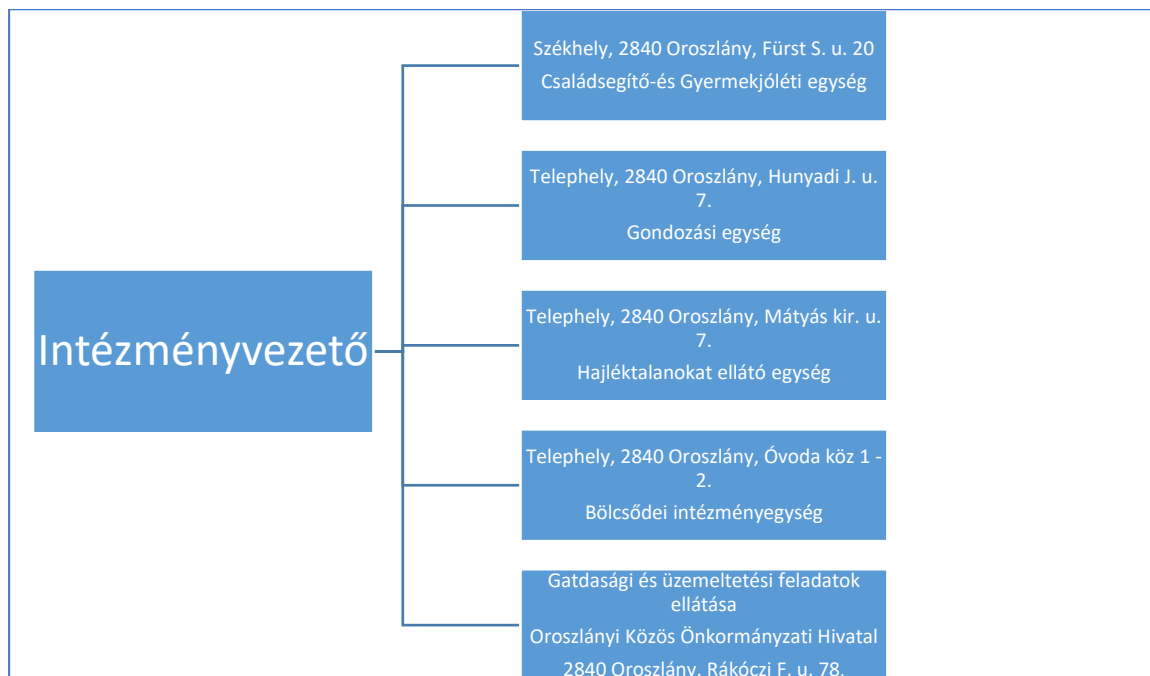 Intézményvezető
Székhely, 2840 Oroszlány, Fürst S. u. 20
Családsegítő-és Gyermekjóléti egység
Telephely, 2840 Oroszlány, Hunyadi J. u.
7.
Gondozási egység
Telephely, 2840 Oroszlány, Mátyás kir. u.
7.
Hajléktalanokat ellátó egység
Telephely, 2840 Oroszlány, Óvoda köz 1 -
2.
Bölcsődei intézményegység
Gatdasági és üzemeltetési feladatok
ellátása
Oroszlányi Közös Önkormányzati Hivatal
2840 Oroszlány, Rákóczi F. u. 78.